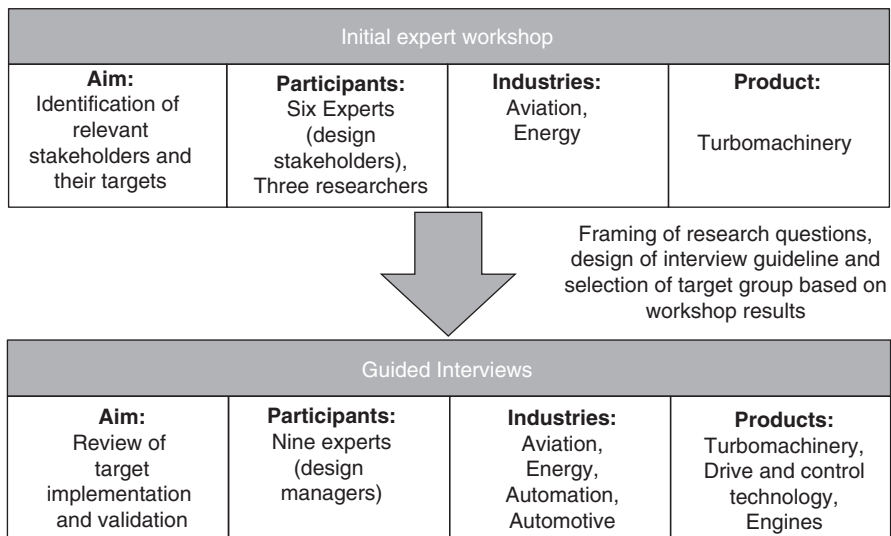 Initial expert workshop
Aim:
Identification of
relevant
stakeholders and
their targets
Participants:
Six Experts
(design
stakeholders),
Three researchers
Industries:
Aviation,
Energy
Product:
Turbomachinery
Framing of research questions,
design of interview guideline and
selection of target group based on
workshop results
Guided Interviews
Aim:
Review of
target
implementation
and validation
Participants:
Nine experts
(design
managers)
Industries:
Aviation,
Energy,
Automation,
Automotive
Products:
Turbomachinery,
Drive and control
technology,
Engines